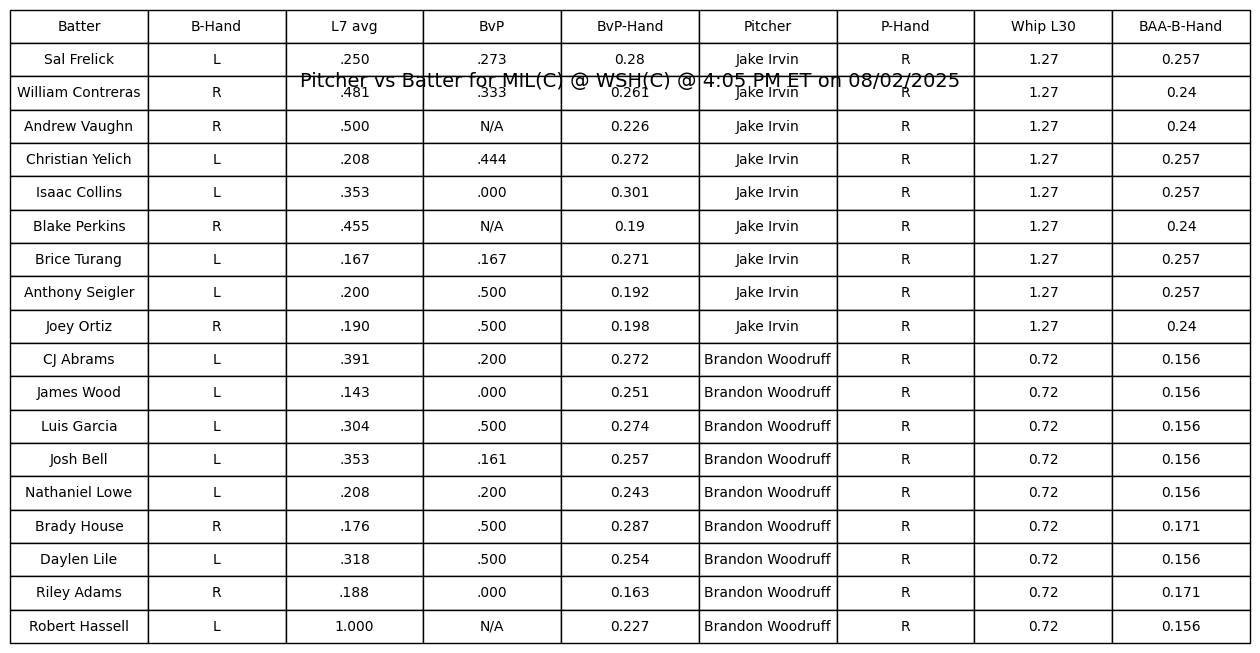 Batter B-Hand L7 avg BvP BvP-Hand Pitcher P-Hand Whip L30 BAA-B-Hand
Sal Frelick L .250 .273 0.28 Jake Irvin R 1.27 0.257
Pitcher vs Batter for MIL(C) @ WSH(C) @ 4:05 PM ET on 08/02/2025
William Contreras R .481 .333 0.261 Jake Irvin R 1.27 0.24
Andrew Vaughn R .500 N/A 0.226 Jake Irvin R 1.27 0.24
Christian Yelich L .208 .444 0.272 Jake Irvin R 1.27 0.257
Isaac Collins L .353 .000 0.301 Jake Irvin R 1.27 0.257
Blake Perkins R .455 N/A 0.19 Jake Irvin R 1.27 0.24
Brice Turang L .167 .167 0.271 Jake Irvin R 1.27 0.257
Anthony Seigler L .200 .500 0.192 Jake Irvin R 1.27 0.257
Joey Ortiz R .190 .500 0.198 Jake Irvin R 1.27 0.24
CJ Abrams L .391 .200 0.272 Brandon Woodruff R 0.72 0.156
James Wood L .143 .000 0.251 Brandon Woodruff R 0.72 0.156
Luis Garcia L .304 .500 0.274 Brandon Woodruff R 0.72 0.156
Josh Bell L .353 .161 0.257 Brandon Woodruff R 0.72 0.156
Nathaniel Lowe L .208 .200 0.243 Brandon Woodruff R 0.72 0.156
Brady House R .176 .500 0.287 Brandon Woodruff R 0.72 0.171
Daylen Lile L .318 .500 0.254 Brandon Woodruff R 0.72 0.156
Riley Adams R .188 .000 0.163 Brandon Woodruff R 0.72 0.171
Robert Hassell L 1.000 N/A 0.227 Brandon Woodruff R 0.72 0.156